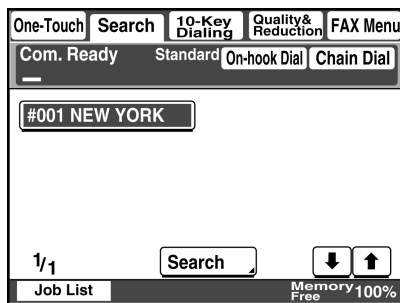 One-Touch Search 10-Key Dialing Quality& Reduction FAX Menu
Com. Ready Standard On-hook Dial Chain Dial
#001 NEW YORK
1/1 Search
Job List Memory Free 100%